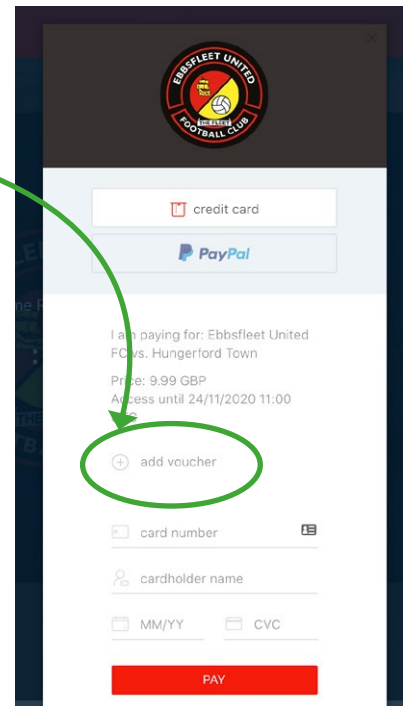 EBBSFLEET UNITED
THE FLEET
FOOTBALL CLUB
credit card
PayPal
I am paying for: Ebbsfleet United
FC vs. Hungerford Town
Price: 9.99 GBP
Access until 24/11/2020 11:00
add voucher
card number
cardholder name
MM/YY CVC
PAY